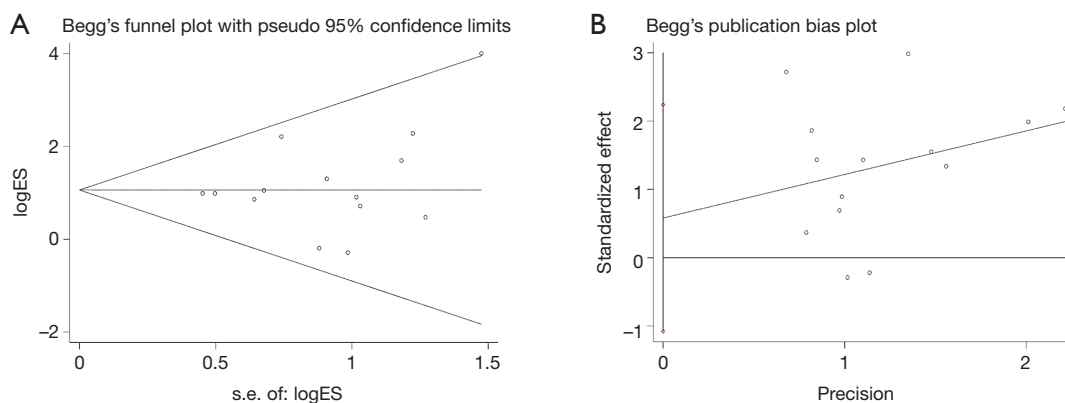 A
Begg's funnel plot with pseudo 95% confidence limits
4
2
0
−2
logES
0
0.5
1
1.5
s.e. of: logES
B
Begg's publication bias plot
3
2
1
0
−1
Standardized effect
0
1
2
Precision